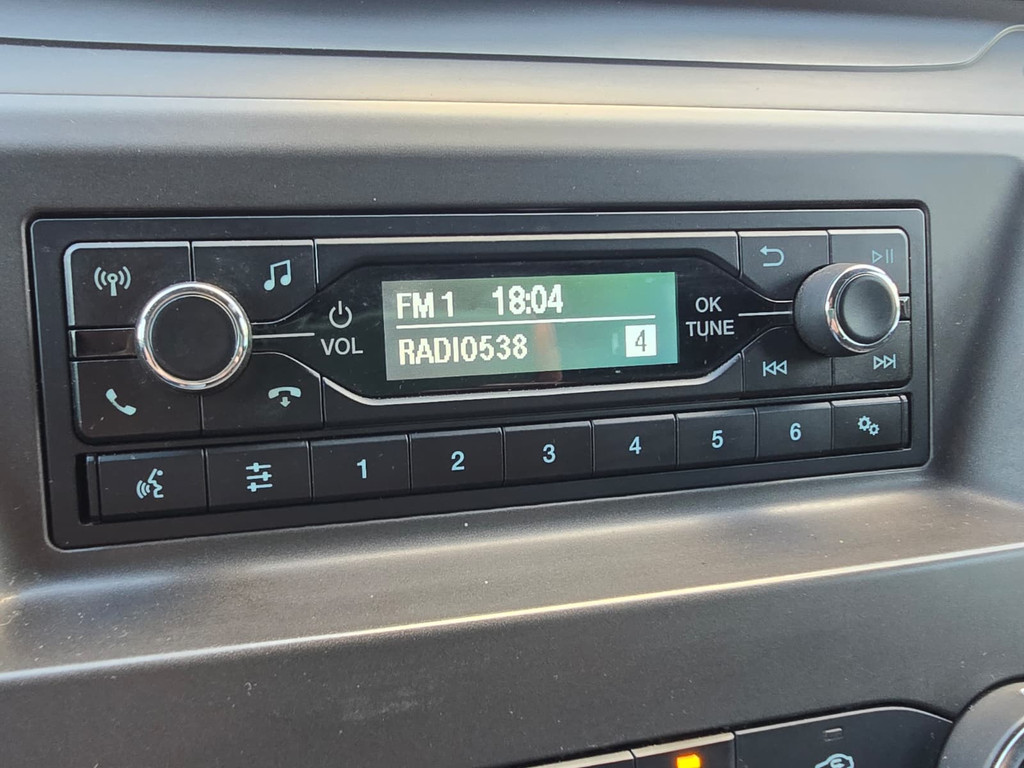 FM 1 18:04
RADIO538 4
VOL
OK
TUNE
1 2 3 4 5 6